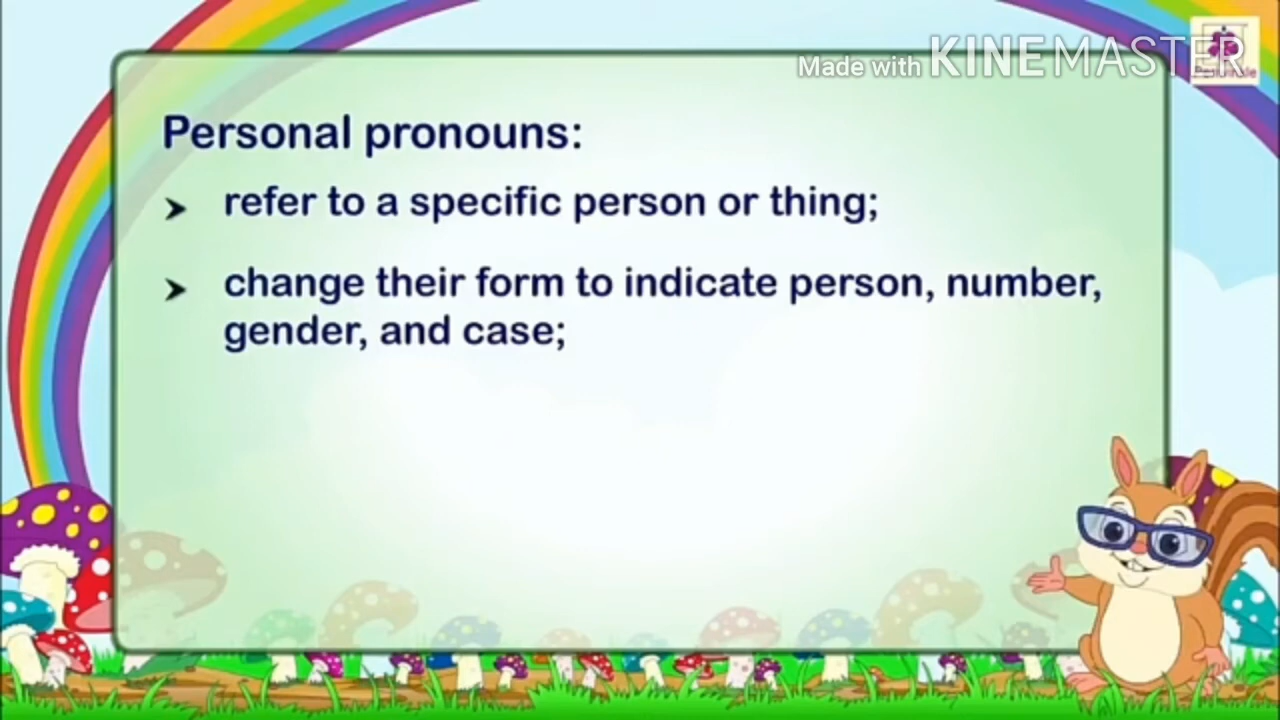 Made with KINEMASTER
Personal pronouns:
refer to a specific person or thing;
change their form to indicate person, number,
gender, and case;